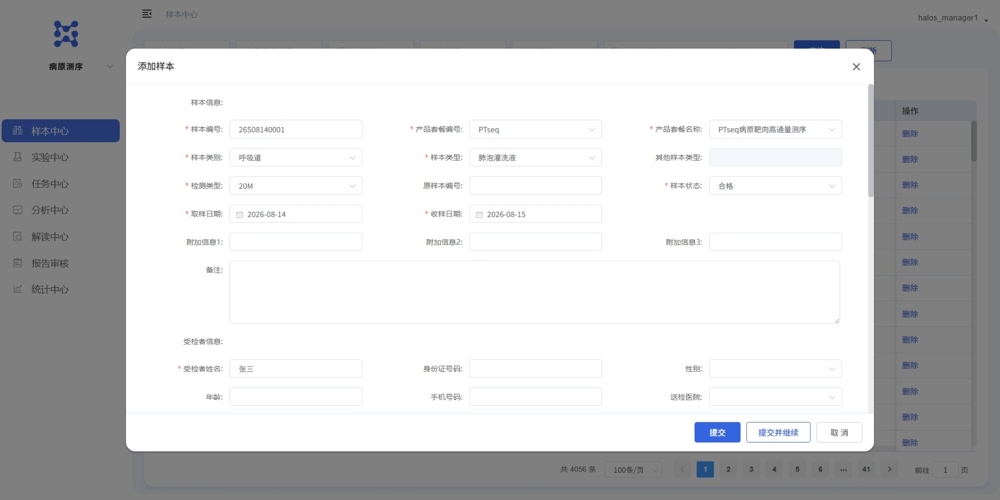 样本中心
halos_manager1
病原测序
样本中心
实验中心
任务中心
分析中心
解读中心
报告审核
统计中心
添加样本
样本信息:
* 样本编号: 26S08140001 * 产品套餐编号: PTseq * 产品套餐名称: PTseq病原靶向高通量测序
* 样本类别: 呼吸道 * 样本类型: 肺泡灌洗液 其他样本类型:
* 检测类型: 20M 原样本编号: * 样本状态: 合格
* 取样日期: 2026-08-14 * 收样日期: 2026-08-15
附加信息1: 附加信息2: 附加信息3:
备注:
受检者信息:
* 受检者姓名: 张三 身份证号码: 性别:
年龄: 手机号码: 送检医院:
提交 提交并继续 取 消
操作
删除
删除
删除
删除
删除
删除
删除
删除
删除
删除
删除
删除
删除
共 4056 条 100条/页 1 2 3 4 5 6 ... 41 前往 1 页